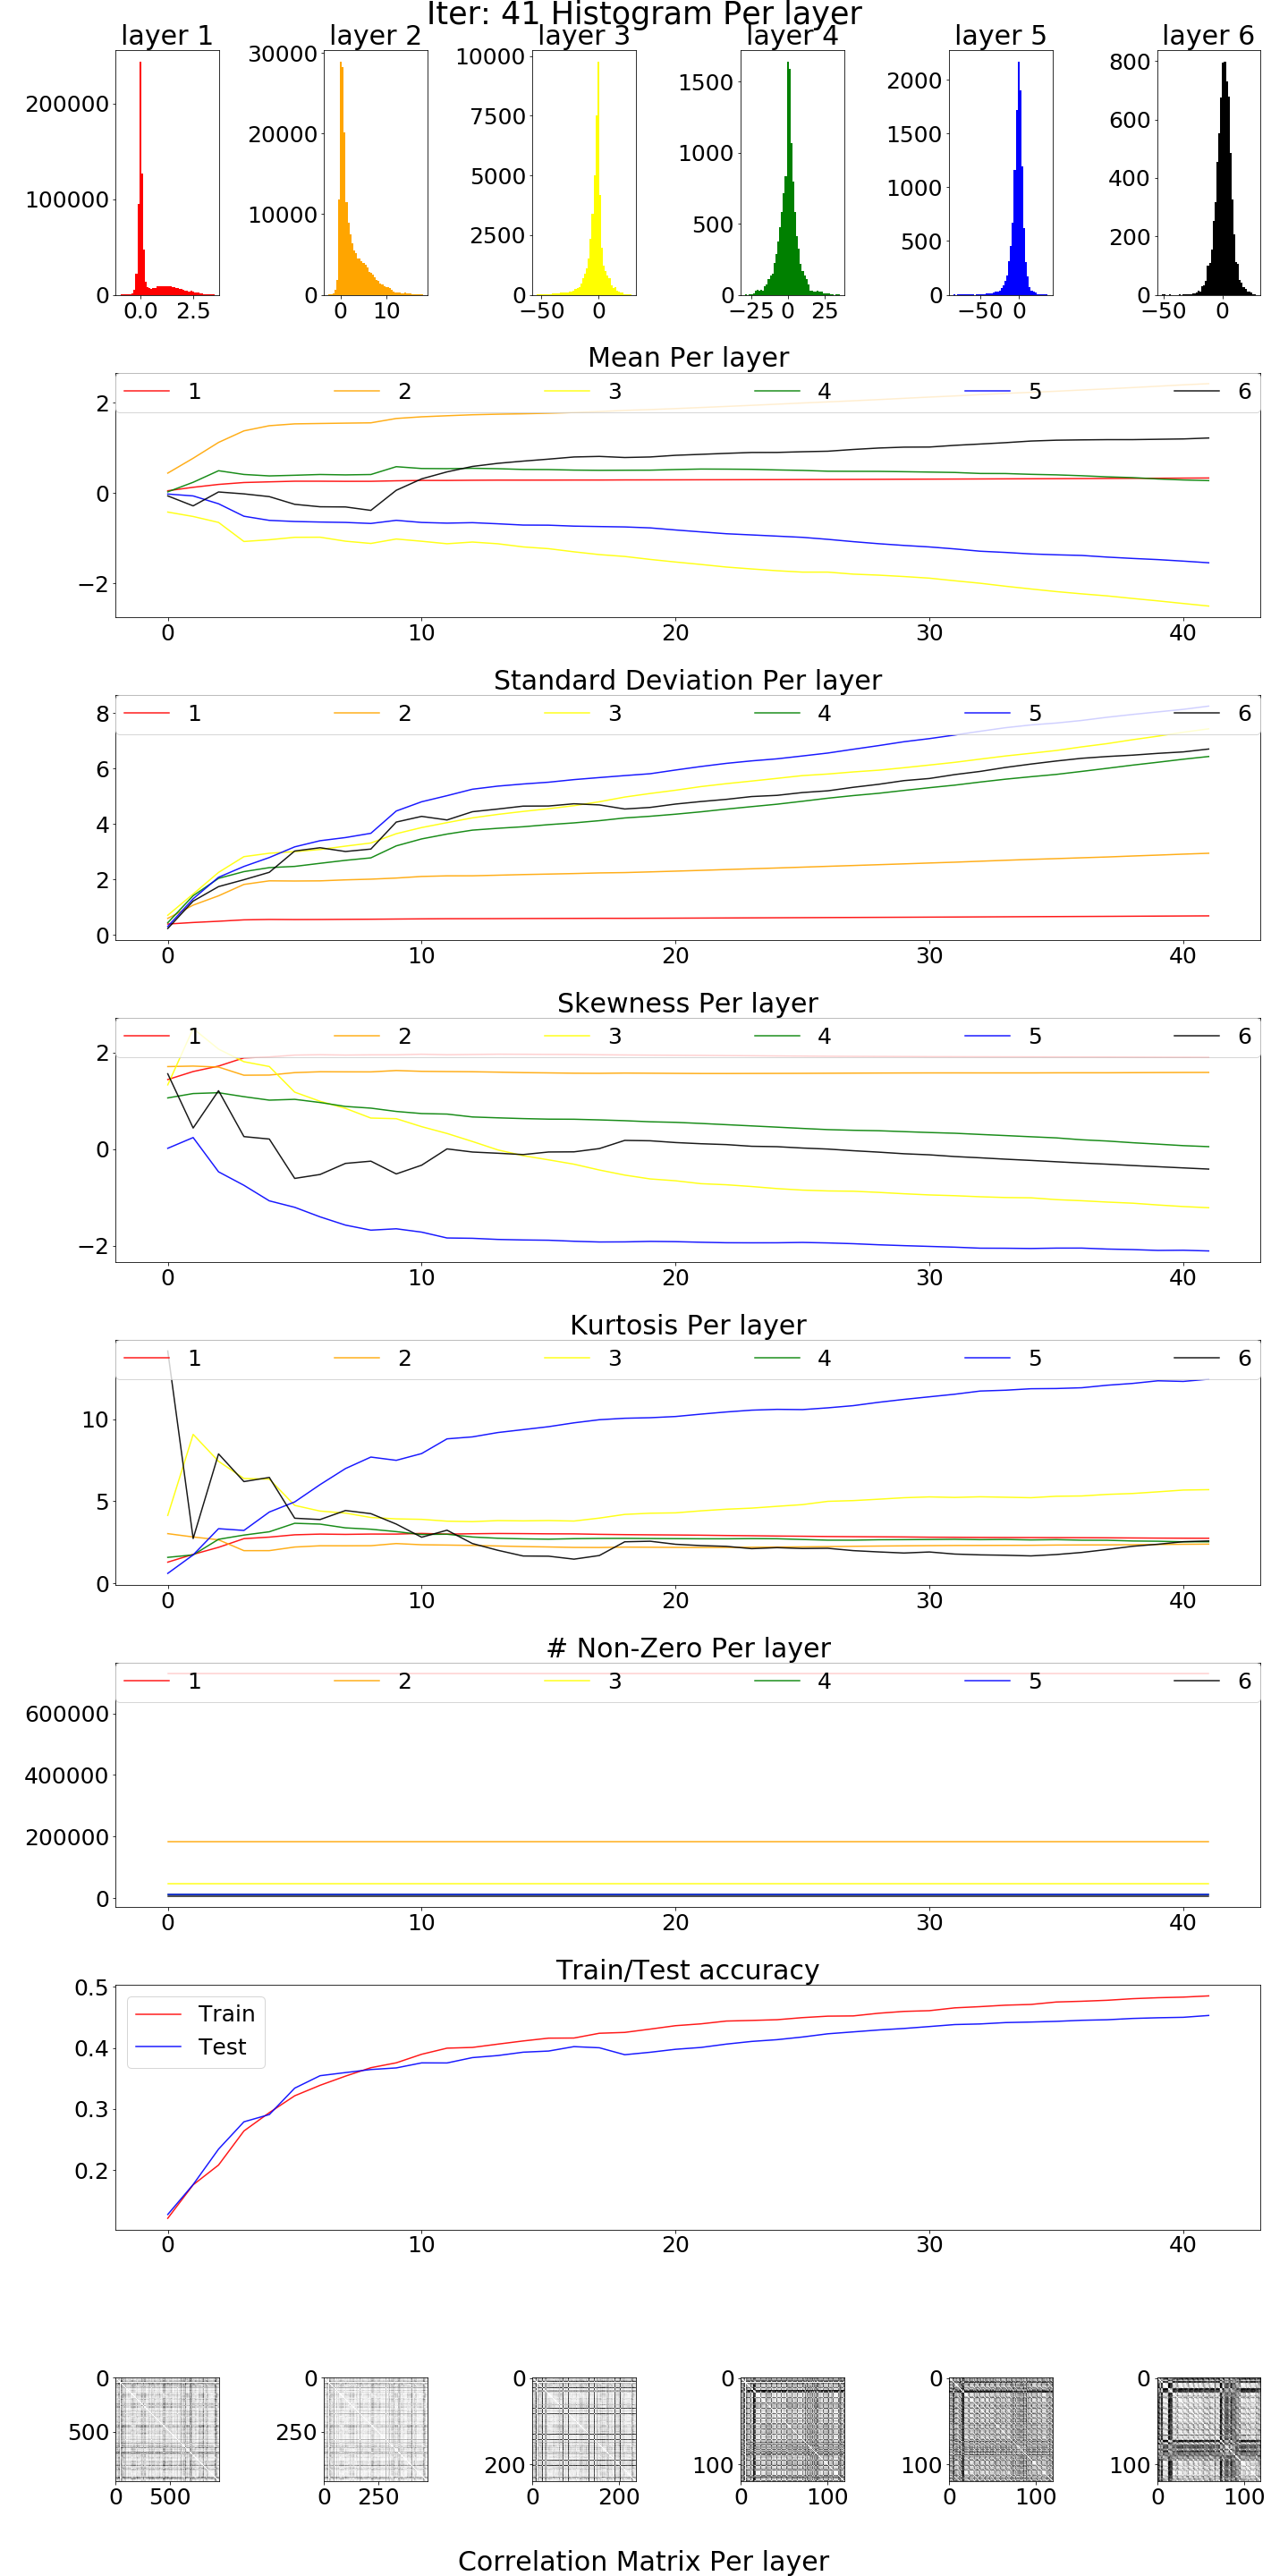 Iter: 41 Histogram Per layer
layer 1 layer 2 layer 3 layer 4 layer 5 layer 6
200000 100000 0
0.0 2.5
30000 20000 10000 0
0 10
10000 7500 5000 2500 0
−50 0
1500 1000 500 0
−25 0 25
2000 1500 1000 500 0
−50 0
800 600 400 200 0
−50 0
Mean Per layer
1 2 3 4 5 6
2
0
−2
0 10 20 30 40
Standard Deviation Per layer
1 2 3 4 5 6
8
6
4
2
0
0 10 20 30 40
Skewness Per layer
1 2 3 4 5 6
2
0
−2
0 10 20 30 40
Kurtosis Per layer
1 2 3 4 5 6
10
5
0
0 10 20 30 40
# Non-Zero Per layer
1 2 3 4 5 6
600000
400000
200000
0
0 10 20 30 40
Train/Test accuracy
Train
Test
0.5
0.4
0.3
0.2
0 10 20 30 40
0 500
0 500
0 250
0 250
0 200
0 200
0 100
0 100
0 100
0 100
0 100
0 100
Correlation Matrix Per layer